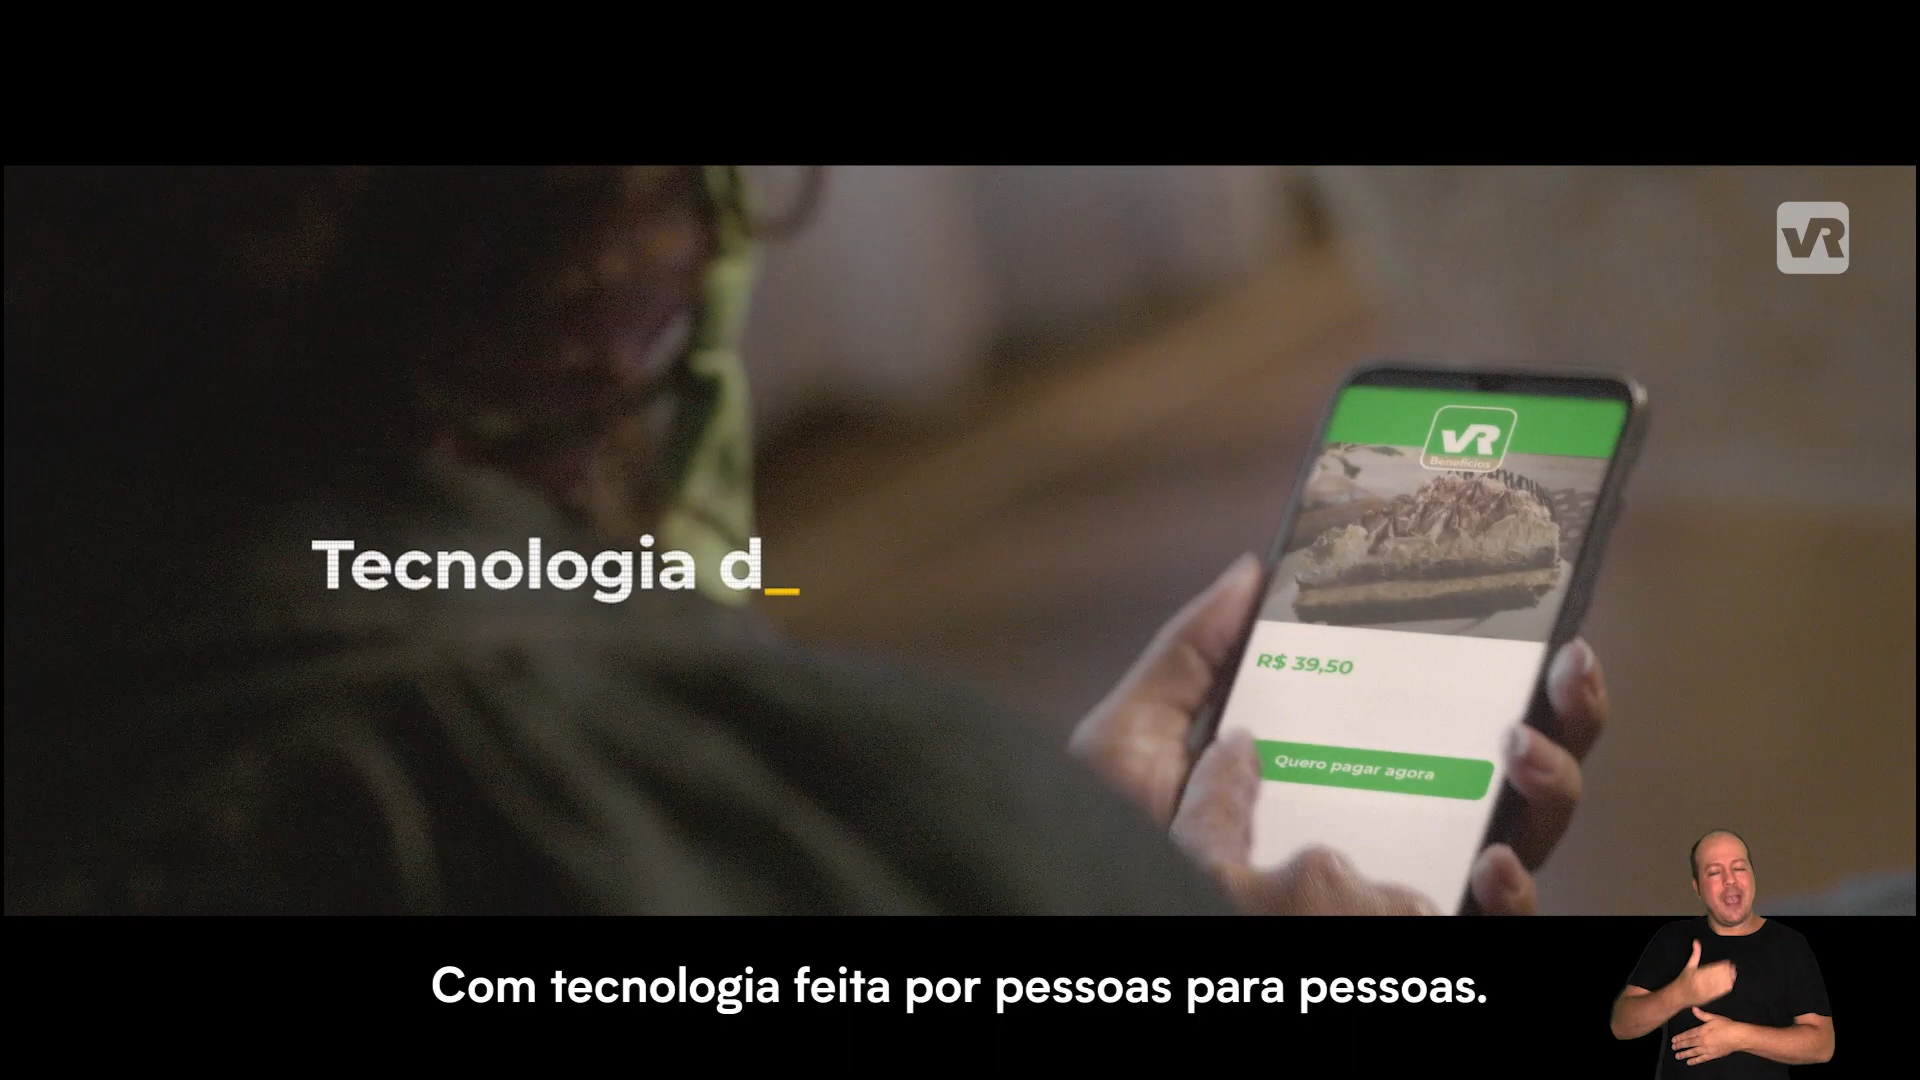 VR
VR
Benefícios
Tecnologia d_
R$ 39,50
Quero pagar agora
Com tecnologia feita por pessoas para pessoas.